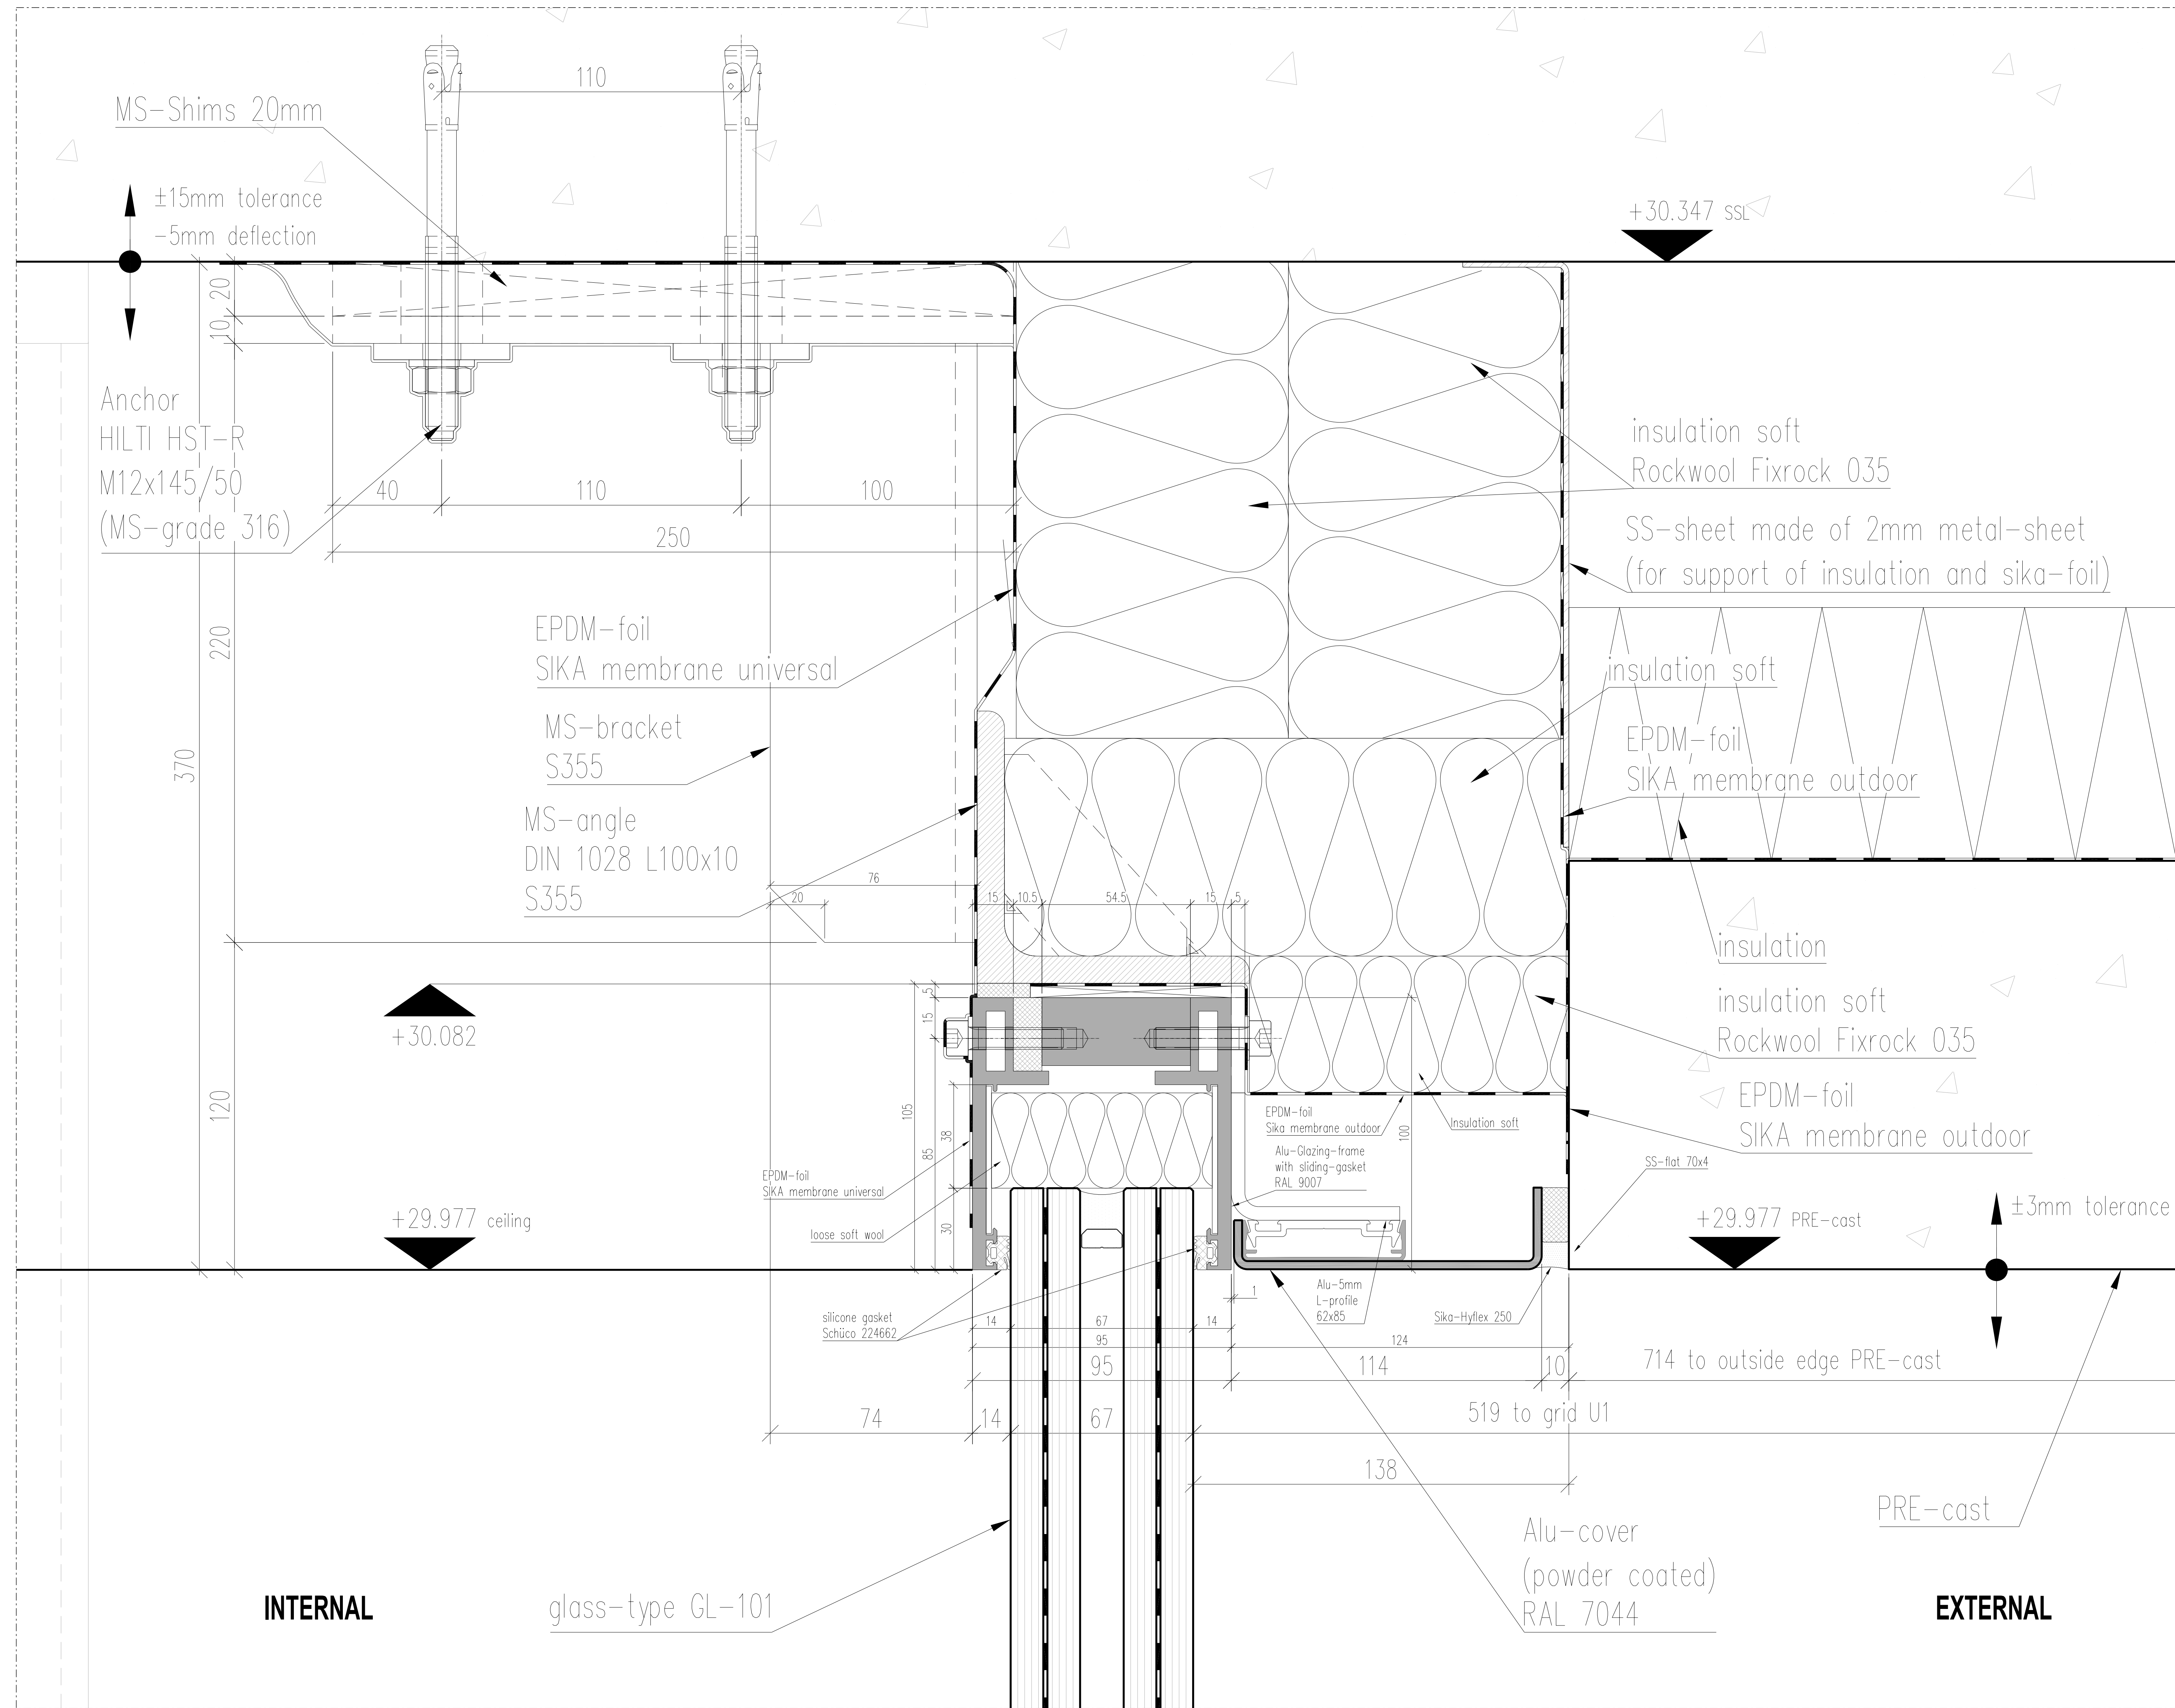 110
MS-Shims 20mm
±15mm tolerance
-5mm deflection
+30.347 SSL
20
10
Anchor
HILTI HST-R
M12x145/50
(MS-grade 316)
40
110
100
250
insulation soft
Rockwool Fixrock 035
SS-sheet made of 2mm metal-sheet
(for support of insulation and sika-foil)
220
370
EPDM-foil
SIKA membrane universal
insulation soft
MS-bracket
S355
EPDM-foil
SIKA membrane outdoor
MS-angle
DIN 1028 L100x10
S355
76
20
15
10.5
54.5
15
5
insulation
insulation soft
Rockwool Fixrock 035
+30.082
5
15
120
105
38
85
30
100
EPDM-foil
Sika membrane outdoor
Insulation soft
EPDM-foil
SIKA membrane outdoor
Alu-Glazing-frame
with sliding-gasket
RAL 9007
SS-flat 70x4
EPDM-foil
SIKA membrane universal
loose soft wool
+29.977 ceiling
+29.977 PRE-cast
±3mm tolerance
1
Alu-5mm
L-profile
62x85
Sika-Hyflex 250
silicone gasket
Schüco 224662
14
67
14
95
124
95
114
10
714 to outside edge PRE-cast
74
14
67
519 to grid U1
138
PRE-cast
Alu-cover
(powder coated)
RAL 7044
INTERNAL
glass-type GL-101
EXTERNAL